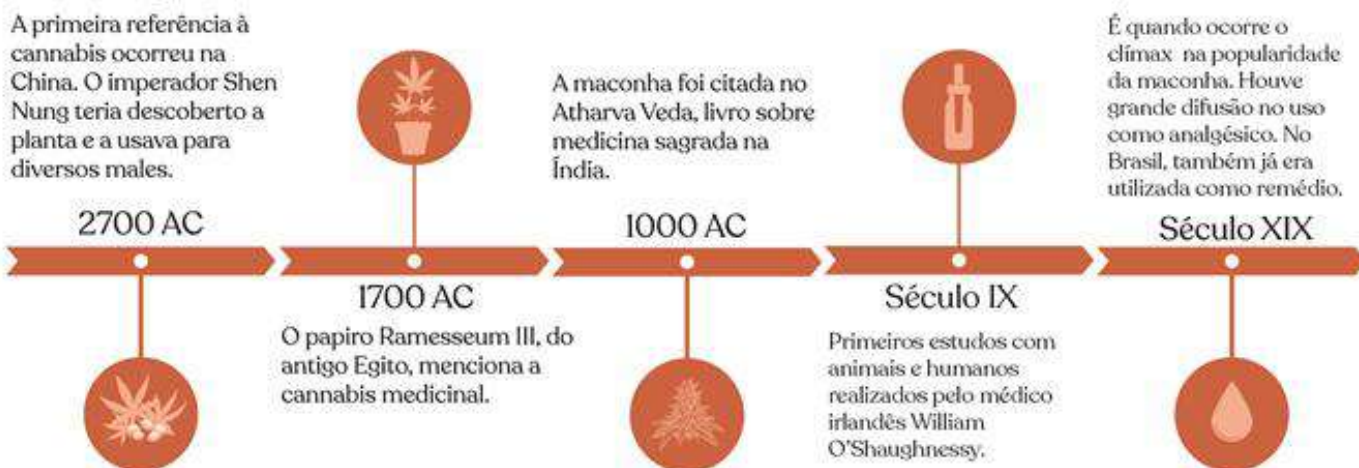 A primeira referência à
cannabis ocorreu na
China. O imperador Shen
Nung teria descoberto a
planta e a usava para
diversos males.
2700 AC
1700 AC
O papiro Ramesseum III, do
antigo Egito, menciona a
cannabis medicinal.
A maconha foi citada no
Atharva Veda, livro sobre
medicina sagrada na
Índia.
1000 AC
Século IX
Primeiros estudos com
animais e humanos
realizados pelo médico
irlandês William
O'Shaughnessy.
É quando ocorre o
clímax na popularidade
da maconha. Houve
grande difusão no uso
como analgésico. No
Brasil, também já era
utilizada como remédio.
Século XIX